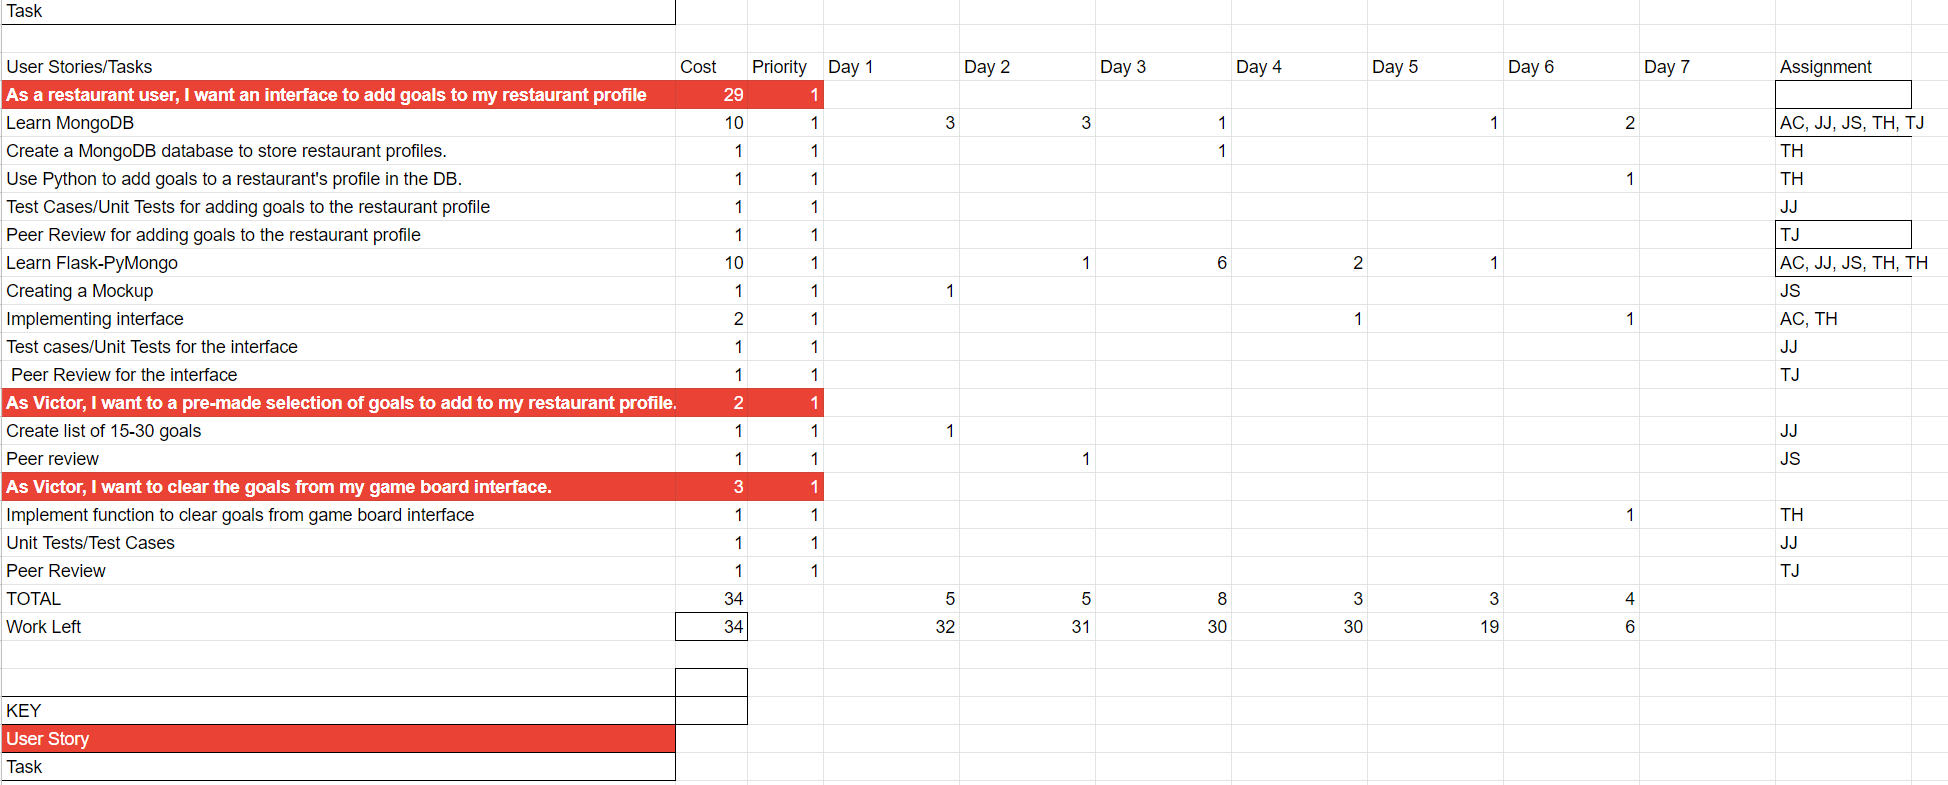 Task
User Stories/Tasks Cost Priority Day 1 Day 2 Day 3 Day 4 Day 5 Day 6 Day 7 Assignment
As a restaurant user, I want an interface to add goals to my restaurant profile 29 1
Learn MongoDB 10 1 3 3 1 1 2 AC, JJ, JS, TH, TJ
Create a MongoDB database to store restaurant profiles. 1 1 1 TH
Use Python to add goals to a restaurant's profile in the DB. 1 1 1 TH
Test Cases/Unit Tests for adding goals to the restaurant profile 1 1 JJ
Peer Review for adding goals to the restaurant profile 1 1 TJ
Learn Flask-PyMongo 10 1 1 6 2 1 AC, JJ, JS, TH, TH
Creating a Mockup 1 1 1 JS
Implementing interface 2 1 1 1 AC, TH
Test cases/Unit Tests for the interface 1 1 JJ
Peer Review for the interface 1 1 TJ
As Victor, I want to a pre-made selection of goals to add to my restaurant profile. 2 1
Create list of 15-30 goals 1 1 1 JJ
Peer review 1 1 1 JS
As Victor, I want to clear the goals from my game board interface. 3 1
Implement function to clear goals from game board interface 1 1 1 TH
Unit Tests/Test Cases 1 1 JJ
Peer Review 1 1 TJ
TOTAL 34 5 5 8 3 3 4
Work Left 34 32 31 30 30 19 6
KEY
User Story
Task